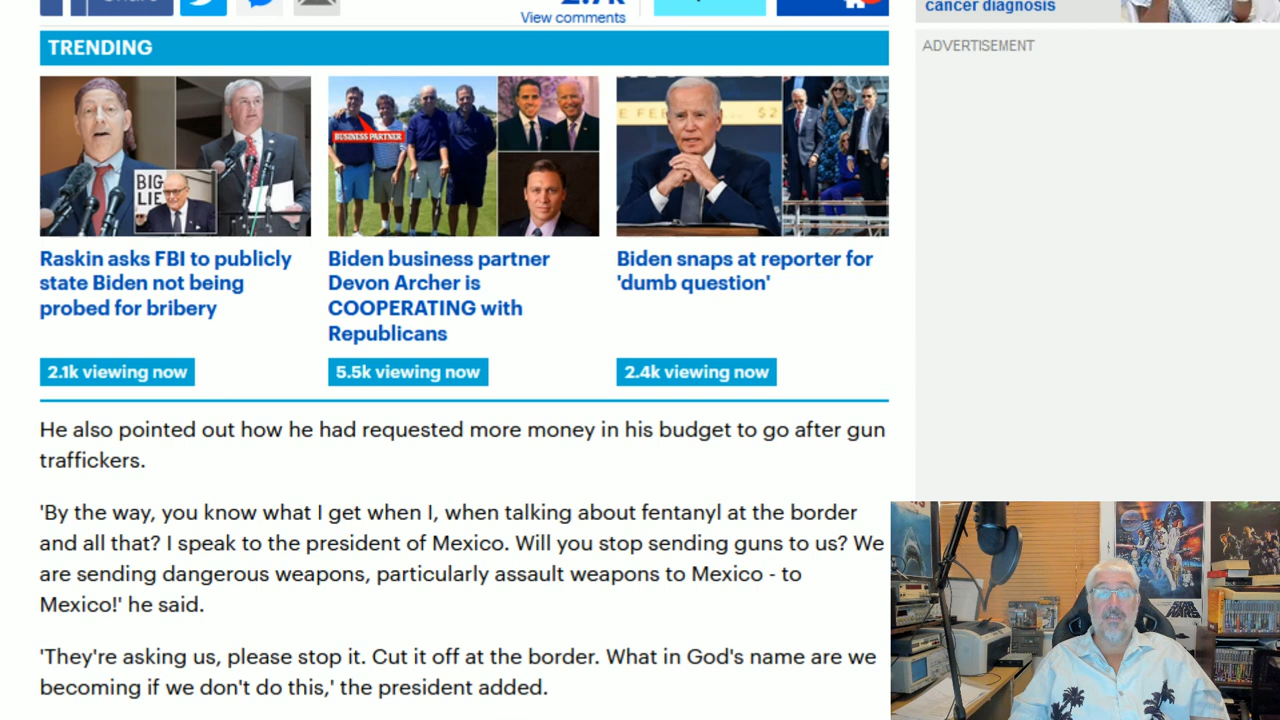 Share
2.7k
View comments
cancer diagnosis
ADVERTISEMENT
TRENDING
BIG
LIE
BUSINESS PARTNER
E FEE
$2
Raskin asks FBI to publicly
state Biden not being
probed for bribery
Biden business partner
Devon Archer is
COOPERATING with
Republicans
Biden snaps at reporter for
'dumb question'
2.1k viewing now
5.5k viewing now
2.4k viewing now
He also pointed out how he had requested more money in his budget to go after gun
traffickers.
'By the way, you know what I get when I, when talking about fentanyl at the border
and all that? I speak to the president of Mexico. Will you stop sending guns to us? We
are sending dangerous weapons, particularly assault weapons to Mexico - to
Mexico!' he said.
'They're asking us, please stop it. Cut it off at the border. What in God's name are we
becoming if we don't do this,' the president added.
STAR
WARS